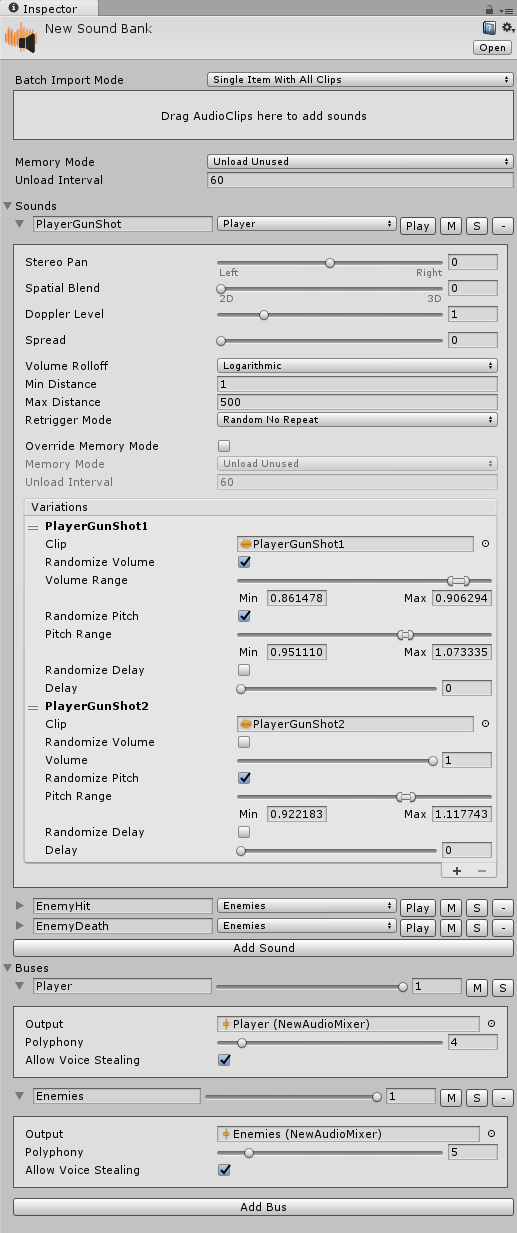 Inspector
New Sound Bank
Open
Batch Import Mode Single Item With All Clips
Drag AudioClips here to add sounds
Memory Mode Unload Unused
Unload Interval 60
Sounds
PlayerGunShot Player Play M S -
Stereo Pan 0
Left Right
Spatial Blend 0
2D 3D
Doppler Level 1
Spread 0
Volume Rolloff Logarithmic
Min Distance 1
Max Distance 500
Retrigger Mode Random No Repeat
Override Memory Mode
Memory Mode Unload Unused
Unload Interval 60
Variations
PlayerGunShot1
Clip PlayerGunShot1
Randomize Volume
Volume Range
Min 0.861478 Max 0.906294
Randomize Pitch
Pitch Range
Min 0.951110 Max 1.073335
Randomize Delay
Delay 0
PlayerGunShot2
Clip PlayerGunShot2
Randomize Volume
Volume 1
Randomize Pitch
Pitch Range
Min 0.922183 Max 1.117743
Randomize Delay
Delay 0
+ -
EnemyHit Enemies Play M S -
EnemyDeath Enemies Play M S -
Add Sound
Buses
Player 1 M S
Output Player (NewAudioMixer)
Polyphony 4
Allow Voice Stealing
Enemies 1 M S -
Output Enemies (NewAudioMixer)
Polyphony 5
Allow Voice Stealing
Add Bus